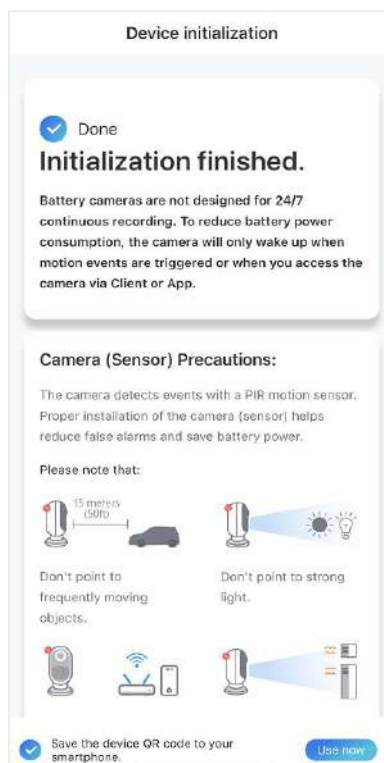 Device initialization
Done
Initialization finished.
Battery cameras are not designed for 24/7
continuous recording. To reduce battery power
consumption, the camera will only wake up when
motion events are triggered or when you access the
camera via Client or App.
Camera (Sensor) Precautions:
The camera detects events with a PIR motion sensor.
Proper installation of the camera (sensor) helps
reduce false alarms and save battery power.
Please note that:
15 meters
(50ft)
Don't point to
frequently moving
objects.
Don't point to strong
light.
Save the device QR code to your
smartphone.
Use now